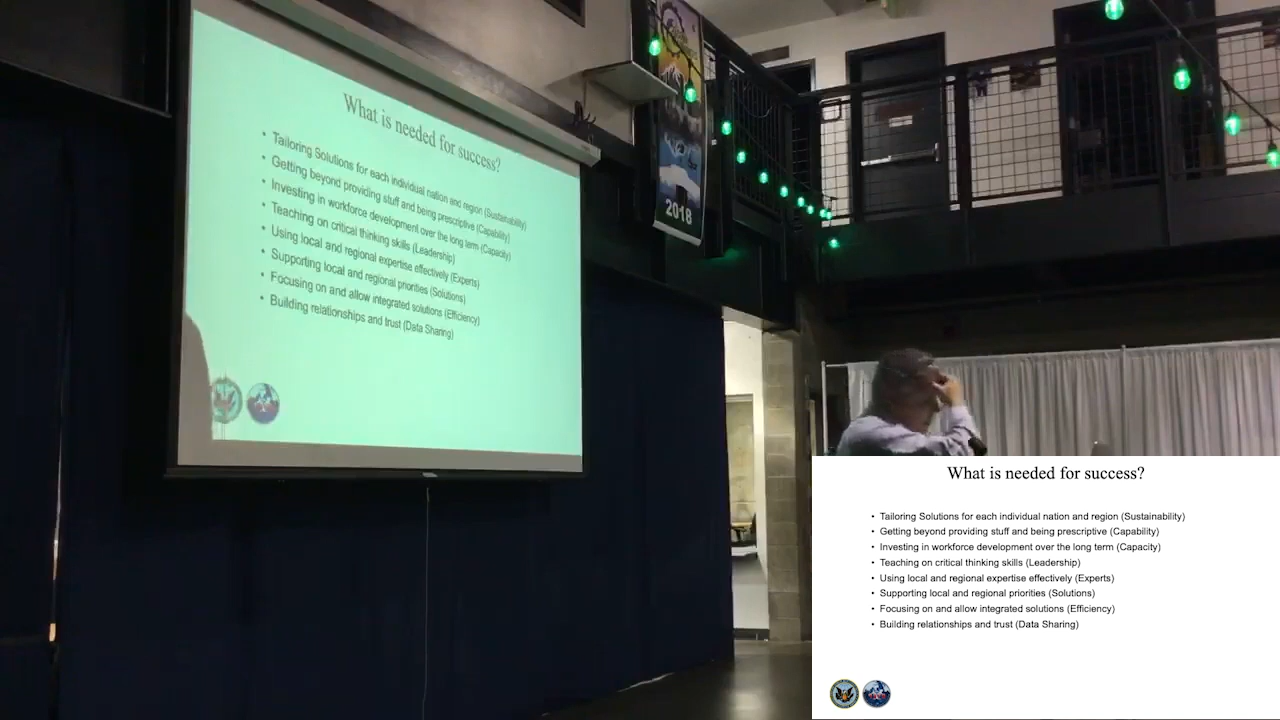 What is needed for success?
• Tailoring Solutions for each individual nation and region (Sustainability)
• Getting beyond providing stuff and being prescriptive (Capability)
• Investing in workforce development over the long term (Capacity)
• Teaching on critical thinking skills (Leadership)
• Using local and regional expertise effectively (Experts)
• Supporting local and regional priorities (Solutions)
• Focusing on and allow integrated solutions (Efficiency)
• Building relationships and trust (Data Sharing)
2018
What is needed for success?
• Tailoring Solutions for each individual nation and region (Sustainability)
• Getting beyond providing stuff and being prescriptive (Capability)
• Investing in workforce development over the long term (Capacity)
• Teaching on critical thinking skills (Leadership)
• Using local and regional expertise effectively (Experts)
• Supporting local and regional priorities (Solutions)
• Focusing on and allow integrated solutions (Efficiency)
• Building relationships and trust (Data Sharing)